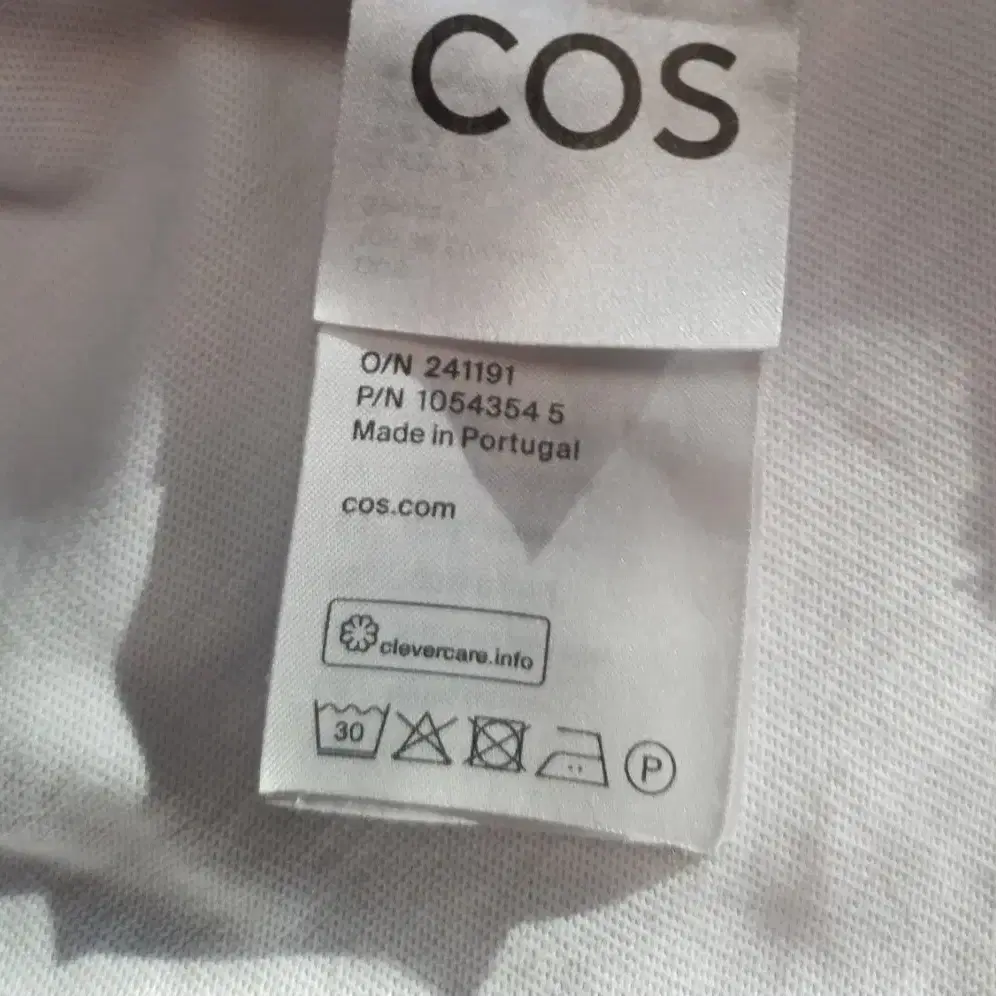 COS
O/N 241191
P/N 1054354 5
Made in Portugal
cos.com
clevercare.info
30
P